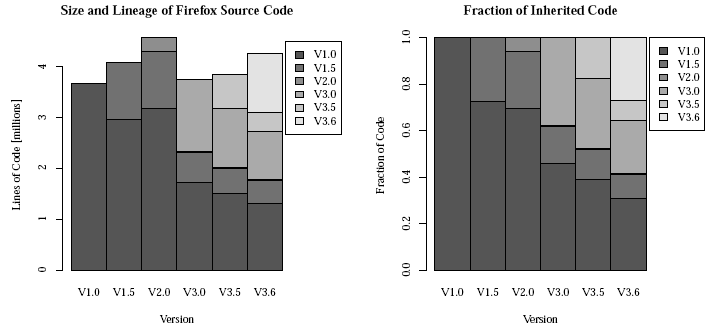 Size and Lineage of Firefox Source Code
Lines of Code [millions]
4
3
2
1
0
V1.0 V1.5 V2.0 V3.0 V3.5 V3.6
Version
V1.0
V1.5
V2.0
V3.0
V3.5
V3.6
Fraction of Inherited Code
Fraction of Code
1.0
0.8
0.6
0.4
0.2
0.0
V1.0 V1.5 V2.0 V3.0 V3.5 V3.6
Version
V1.0
V1.5
V2.0
V3.0
V3.5
V3.6